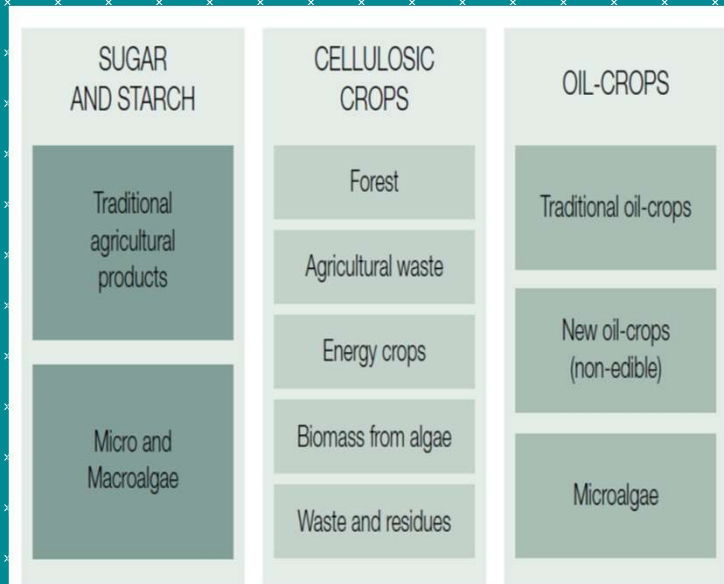 SUGAR
AND STARCH
Traditional
agricultural
products
Micro and
Macroalgae
CELLULOSIC
CROPS
Forest
Agricultural waste
Energy crops
Biomass from algae
Waste and residues
OIL-CROPS
Traditional oil-crops
New oil-crops
(non-edible)
Microalgae